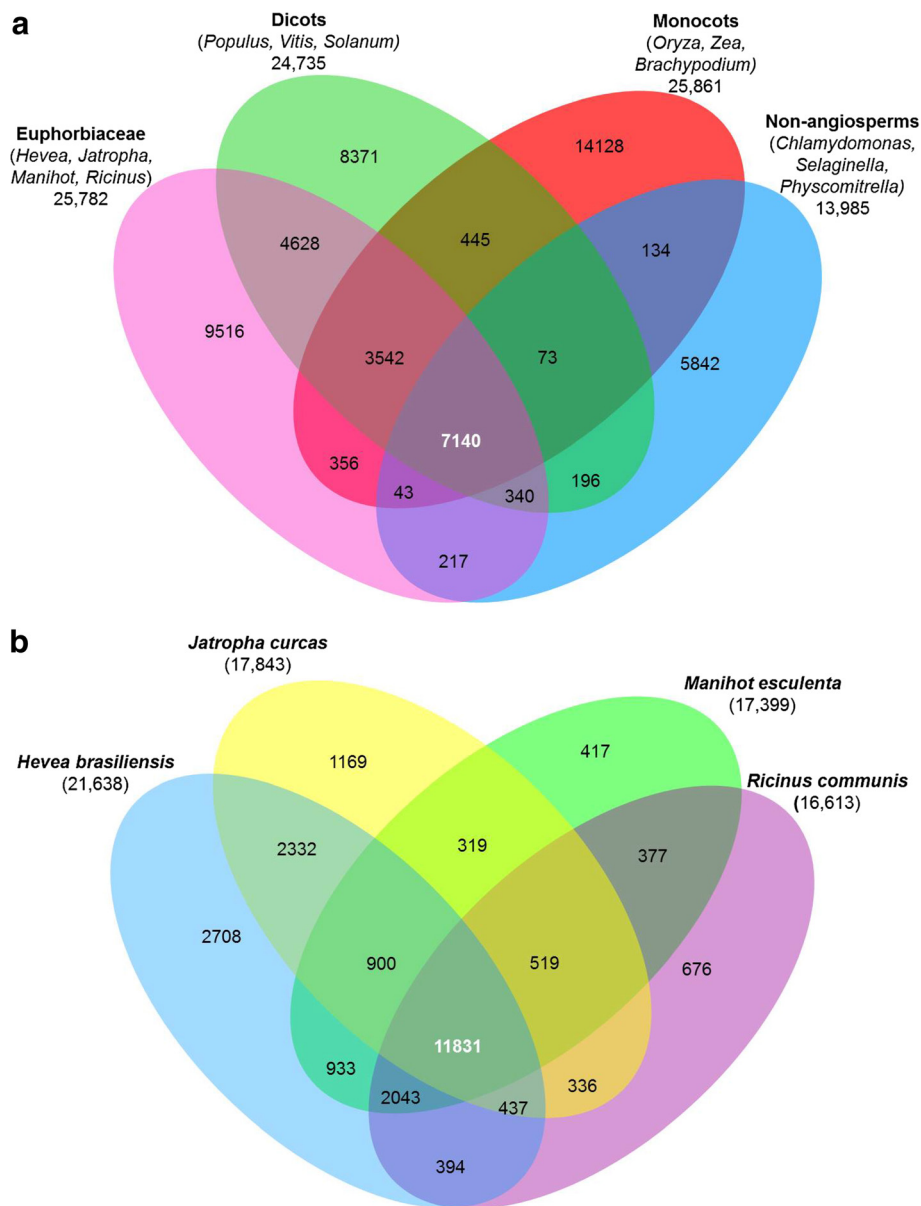 a
Dicots
(Populus, Vitis, Solanum)
24,735
Monocots
(Oryza, Zea,
Brachypodium)
25,861
Euphorbiaceae
(Hevea, Jatropha,
Manihot, Ricinus)
25,782
Non-angiosperms
(Chlamydomonas,
Selaginella,
Physcomitrella)
13,985
8371
14128
4628
445
134
9516
3542
73
5842
7140
356
43
340
196
217
b
Jatropha curcas
(17,843)
Manihot esculenta
(17,399)
Hevea brasiliensis
(21,638)
Ricinus communis
(16,613)
1169
417
2332
319
377
2708
900
519
676
11831
933
2043
437
336
394